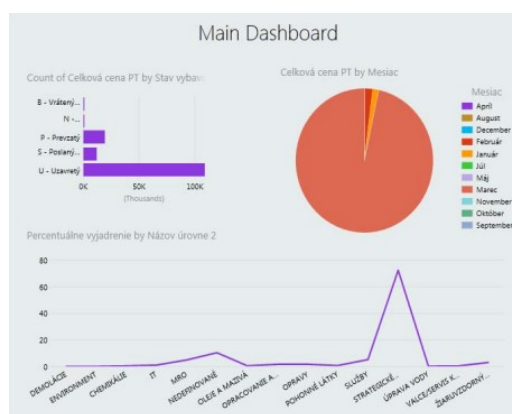 Main Dashboard
Count of Celková cena PT by Stav vybav
B - Vrátený...
N -...
P - Prevzatý
S - Poslaný...
U - Uzavretý
0K 50K 100K
(Thousands)
Celková cena PT by Mesiac
Mesiac
Apríl
August
December
Február
Január
Júl
Máj
Marec
November
Október
September
Percentuálne vyjadrenie by Názov úrovne 2
80
60
40
20
0
DEMOLÁCIE
ENVIRONMENT
CHEMIKÁLIE
IT
MRO
NEDEFINOVANÉ
OLEJE A MAZIVÁ
OPRACOVANIE A...
OPRAVY
POHONNÉ LÁTKY
SLUŽBY
STRATEGICKÉ...
ÚPRAVA VODY
VALCE/SERVIS K...
ŽIARUVZDORNÝ...